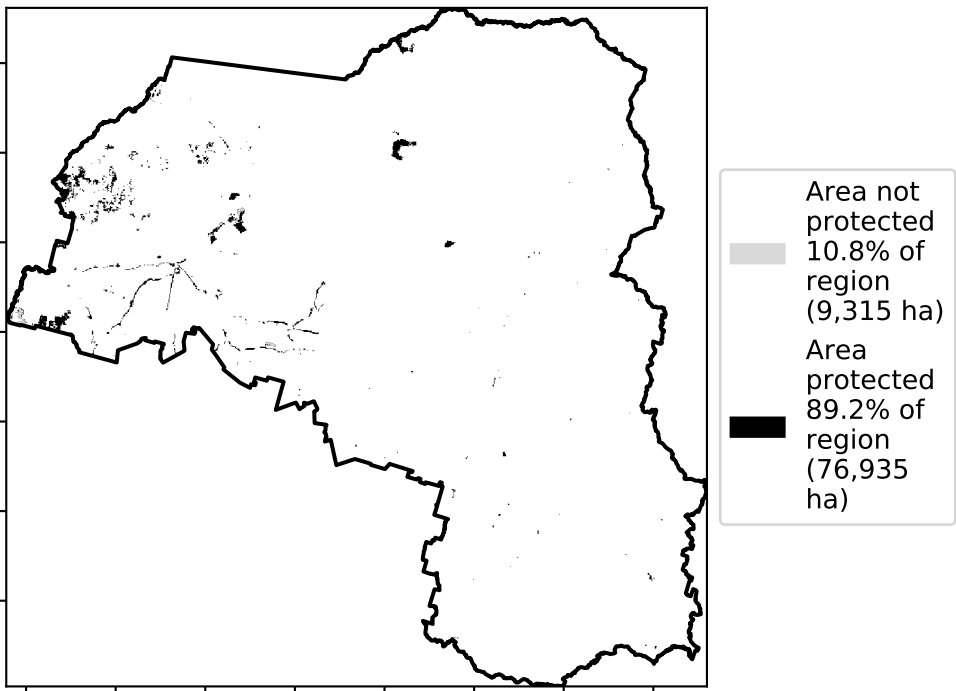 Area not
protected
10.8% of
region
(9,315 ha)
Area
protected
89.2% of
region
(76,935
ha)